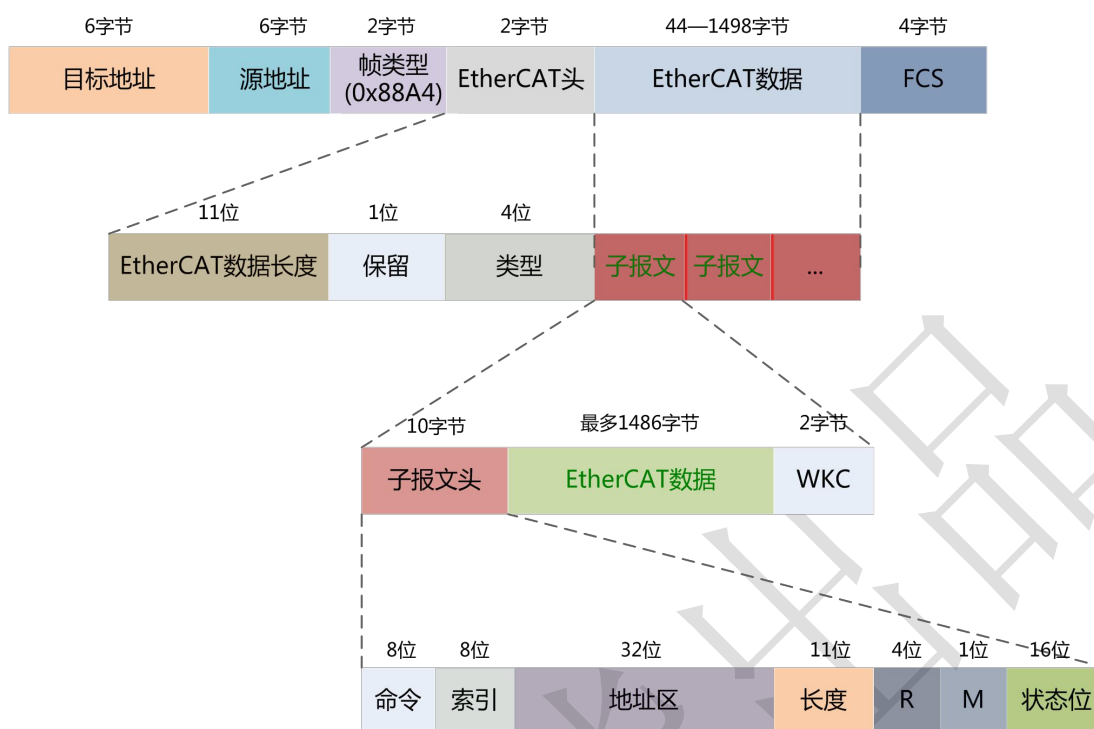 6字节 6字节 2字节 2字节 44—1498字节 4字节
目标地址 源地址 帧类型 EtherCAT头 EtherCAT数据 FCS
(0x88A4)
11位 1位 4位
EtherCAT数据长度 保留 类型 子报文 子报文 ...
10字节 最多1486字节 2字节
子报文头 EtherCAT数据 WKC
8位 8位 32位 11位 4位 1位 16位
命令 索引 地址区 长度 R M 状态位